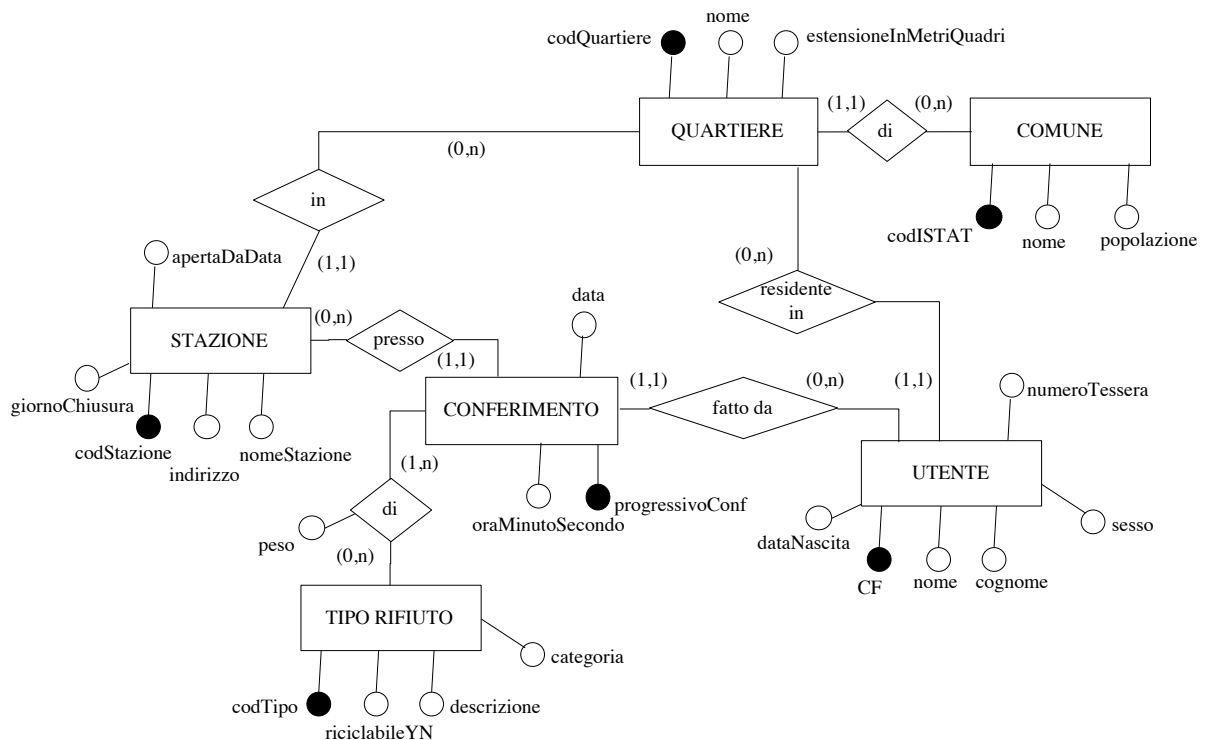 nome
codQuartiere
estensioneInMetriQuadri
(1,1)
(0,n)
QUARTIERE
di
COMUNE
(0,n)
in
codISTAT
nome
popolazione
apertaDaData
(1,1)
(0,n)
residente
in
data
(0,n)
STAZIONE
presso
(1,1)
(1,1)
(0,n)
(1,1)
numeroTessera
giornoChiusura
CONFERIMENTO
fatto da
codStazione
indirizzo
nomeStazione
(1,n)
UTENTE
di
oraMinutoSecondo
progressivoConf
peso
dataNascita
sesso
(0,n)
CF
nome
cognome
TIPO RIFIUTO
categoria
codTipo
riciclabileYN
descrizione